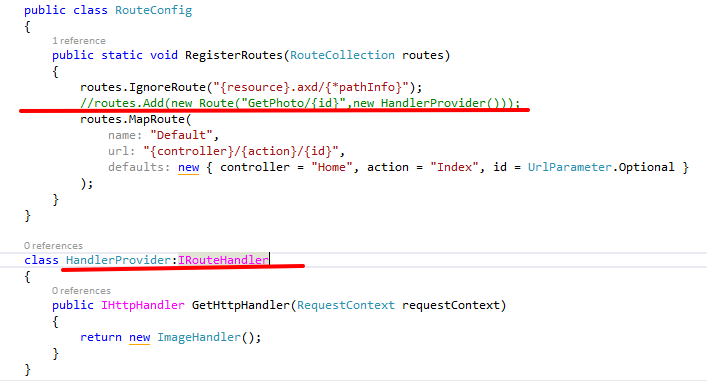 public class RouteConfig
{
1 reference
public static void RegisterRoutes(RouteCollection routes)
{
routes.IgnoreRoute("{resource}.axd/{*pathInfo}");
//routes.Add(new Route("GetPhoto/{id}",new HandlerProvider()));
routes.MapRoute(
name: "Default",
url: "{controller}/{action}/{id}",
defaults: new { controller = "Home", action = "Index", id = UrlParameter.Optional }
);
}
}
0 references
class HandlerProvider:IRouteHandler
{
0 references
public IHttpHandler GetHttpHandler(RequestContext requestContext)
{
return new ImageHandler();
}
}